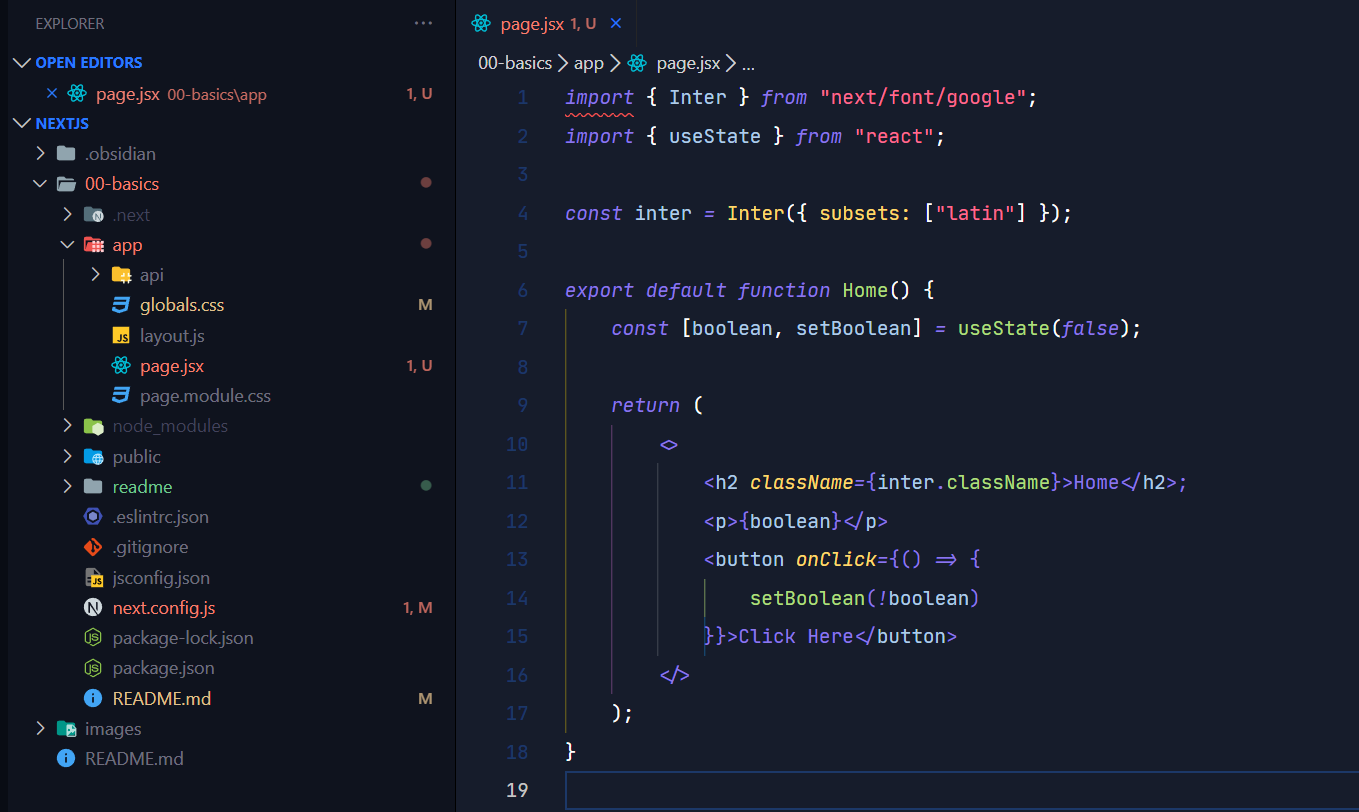 EXPLORER ...
OPEN EDITORS
page.jsx 00-basics\app 1, U
NEXTJS
.obsidian
00-basics
.next
app
api
globals.css M
layout.js
page.jsx 1, U
page.module.css
node_modules
public
readme
.eslintrc.json
.gitignore
jsconfig.json
next.config.js 1, M
package-lock.json
package.json
README.md M
images
README.md
page.jsx 1, U ×
00-basics > app > page.jsx > ...
1 import { Inter } from "next/font/google";
2 import { useState } from "react";
3
4 const inter = Inter({ subsets: ["latin"] });
5
6 export default function Home() {
7 const [boolean, setBoolean] = useState(false);
8
9 return (
10 <>
11 <h2 className={inter.className}>Home</h2>;
12 <p>{boolean}</p>
13 <button onClick={() => {
14 setBoolean(!boolean)
15 }}>Click Here</button>
16 </>
17 );
18 }
19